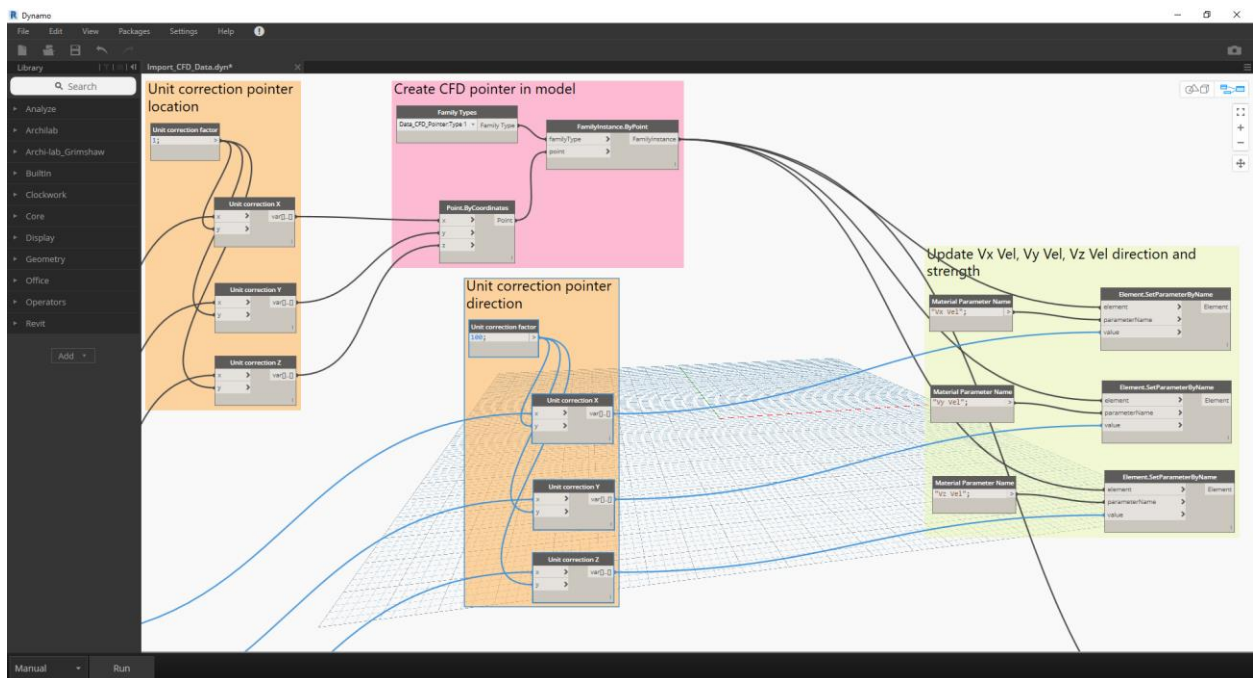 Dynamo
File Edit View Packages Settings Help
Library
Import_CFD_Data.dyn*
Search
Analyze
Archilab
Archi-lab_Grimshaw
BuiltIn
Clockwork
Core
Display
Geometry
Office
Operators
Revit
Add
Unit correction pointer
location
Unit correction factor
1;
Unit correction X
x > var[]..[]
y >
Unit correction Y
x > var[]..[]
y >
Unit correction Z
x > var[]..[]
y >
Create CFD pointer in model
Family Types
Data_CFD_Pointer:Type 1 Family Type
FamilyInstance.ByPoint
familyType > FamilyInstance
point >
Point.ByCoordinates
x > Point
y >
z >
Unit correction pointer
direction
Unit correction factor
100; >
Unit correction X
x > var[]..[]
y >
Unit correction Y
x > var[]..[]
y >
Unit correction Z
x > var[]..[]
y >
Update Vx Vel, Vy Vel, Vz Vel direction and
strength
Material Parameter Name
"Vx Vel"; >
Element.SetParameterByName
element > Element
parameterName >
value >
Material Parameter Name
"Vy Vel"; >
Element.SetParameterByName
element > Element
parameterName >
value >
Material Parameter Name
"Vz Vel"; >
Element.SetParameterByName
element > Element
parameterName >
value >
Manual Run